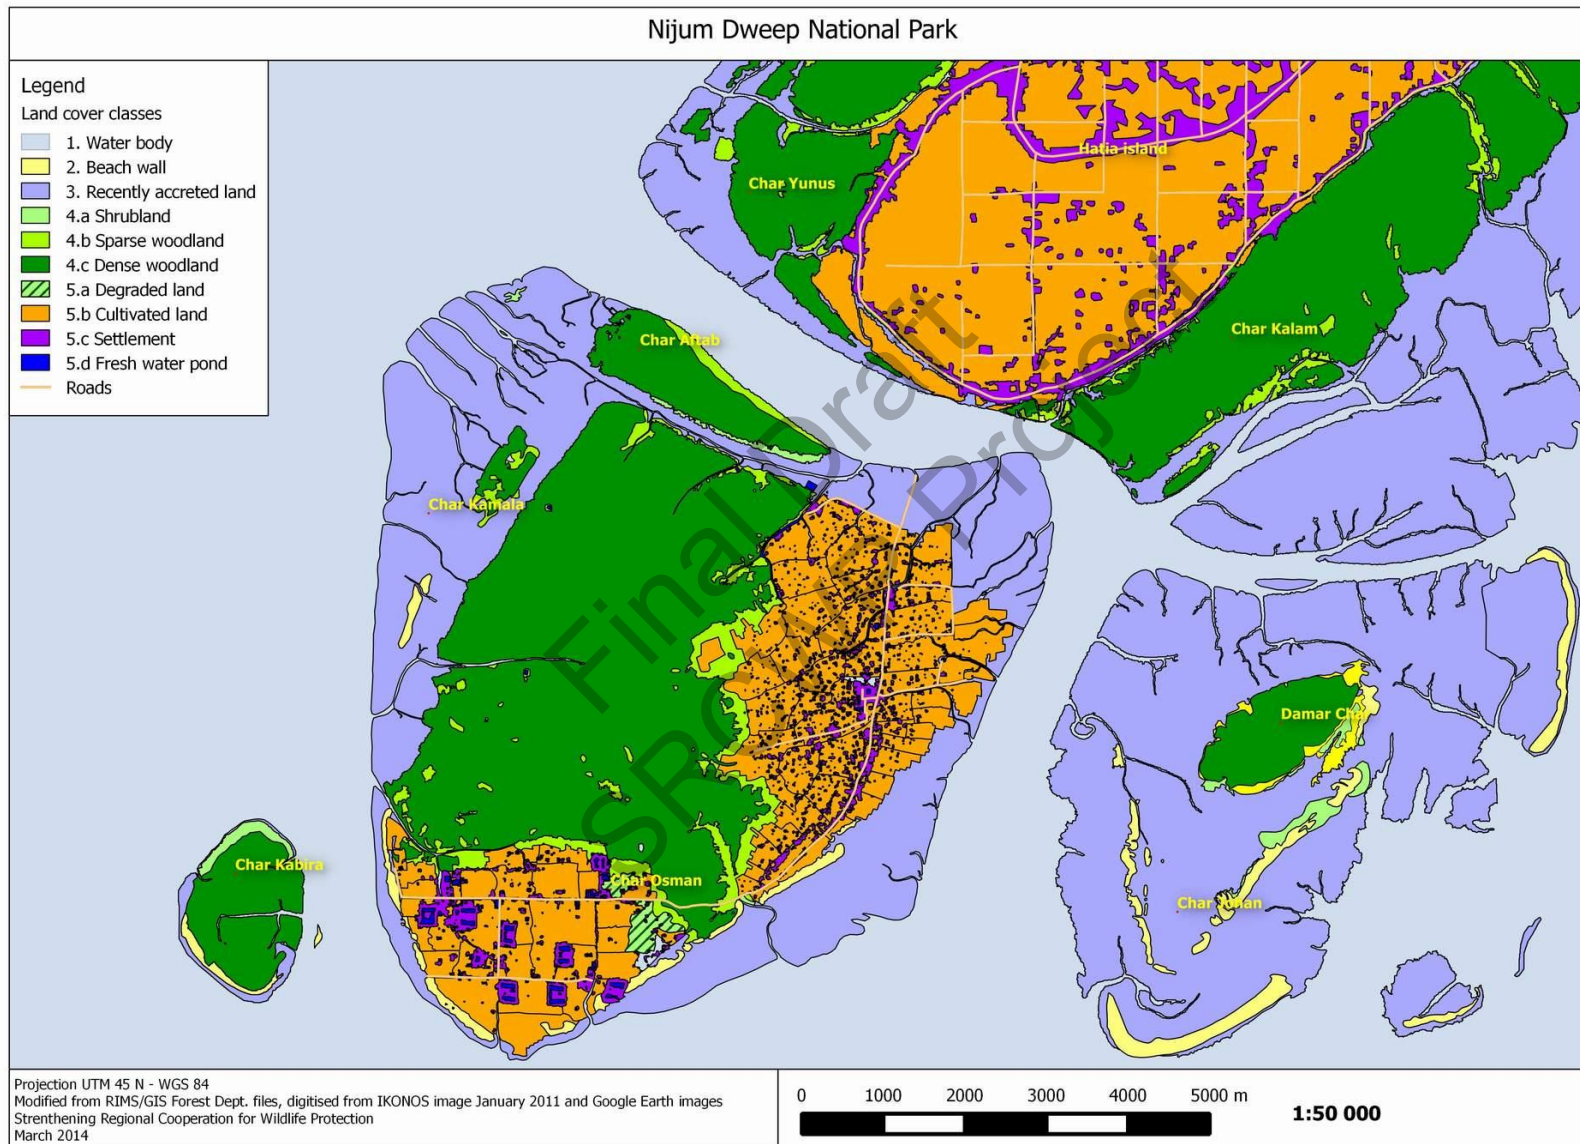 Nijum Dweep National Park
Legend
Land cover classes
1. Water body
2. Beach wall
3. Recently accreted land
4.a Shrubland
4.b Sparse woodland
4.c Dense woodland
5.a Degraded land
5.b Cultivated land
5.c Settlement
5.d Fresh water pond
Roads
Hatia island
Char Yunus
Char Kalam
Char Aftab
Char Kamala
Damar Char
Char Kabira
Char Osman
Char Johan
Final Draft
SRCWP Project
Projection UTM 45 N - WGS 84
Modified from RIMS/GIS Forest Dept. files, digitised from IKONOS image January 2011 and Google Earth images
Strenthening Regional Cooperation for Wildlife Protection
March 2014
0 1000 2000 3000 4000 5000 m
1:50 000